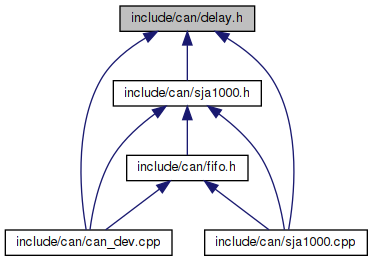 include/can/delay.h
include/can/sja1000.h
include/can/fifo.h
include/can/can_dev.cpp
include/can/sja1000.cpp